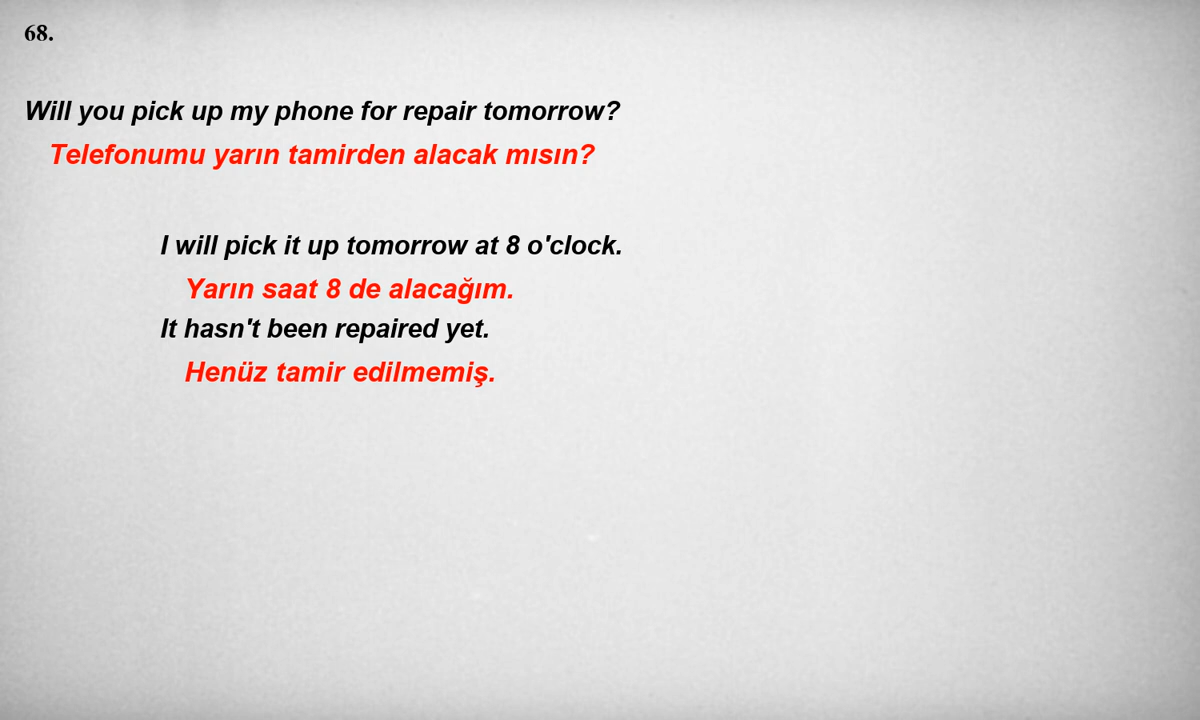 68.
Will you pick up my phone for repair tomorrow?
Telefonumu yarın tamirden alacak mısın?
I will pick it up tomorrow at 8 o'clock.
Yarın saat 8 de alacağım.
It hasn't been repaired yet.
Henüz tamir edilmemiş.